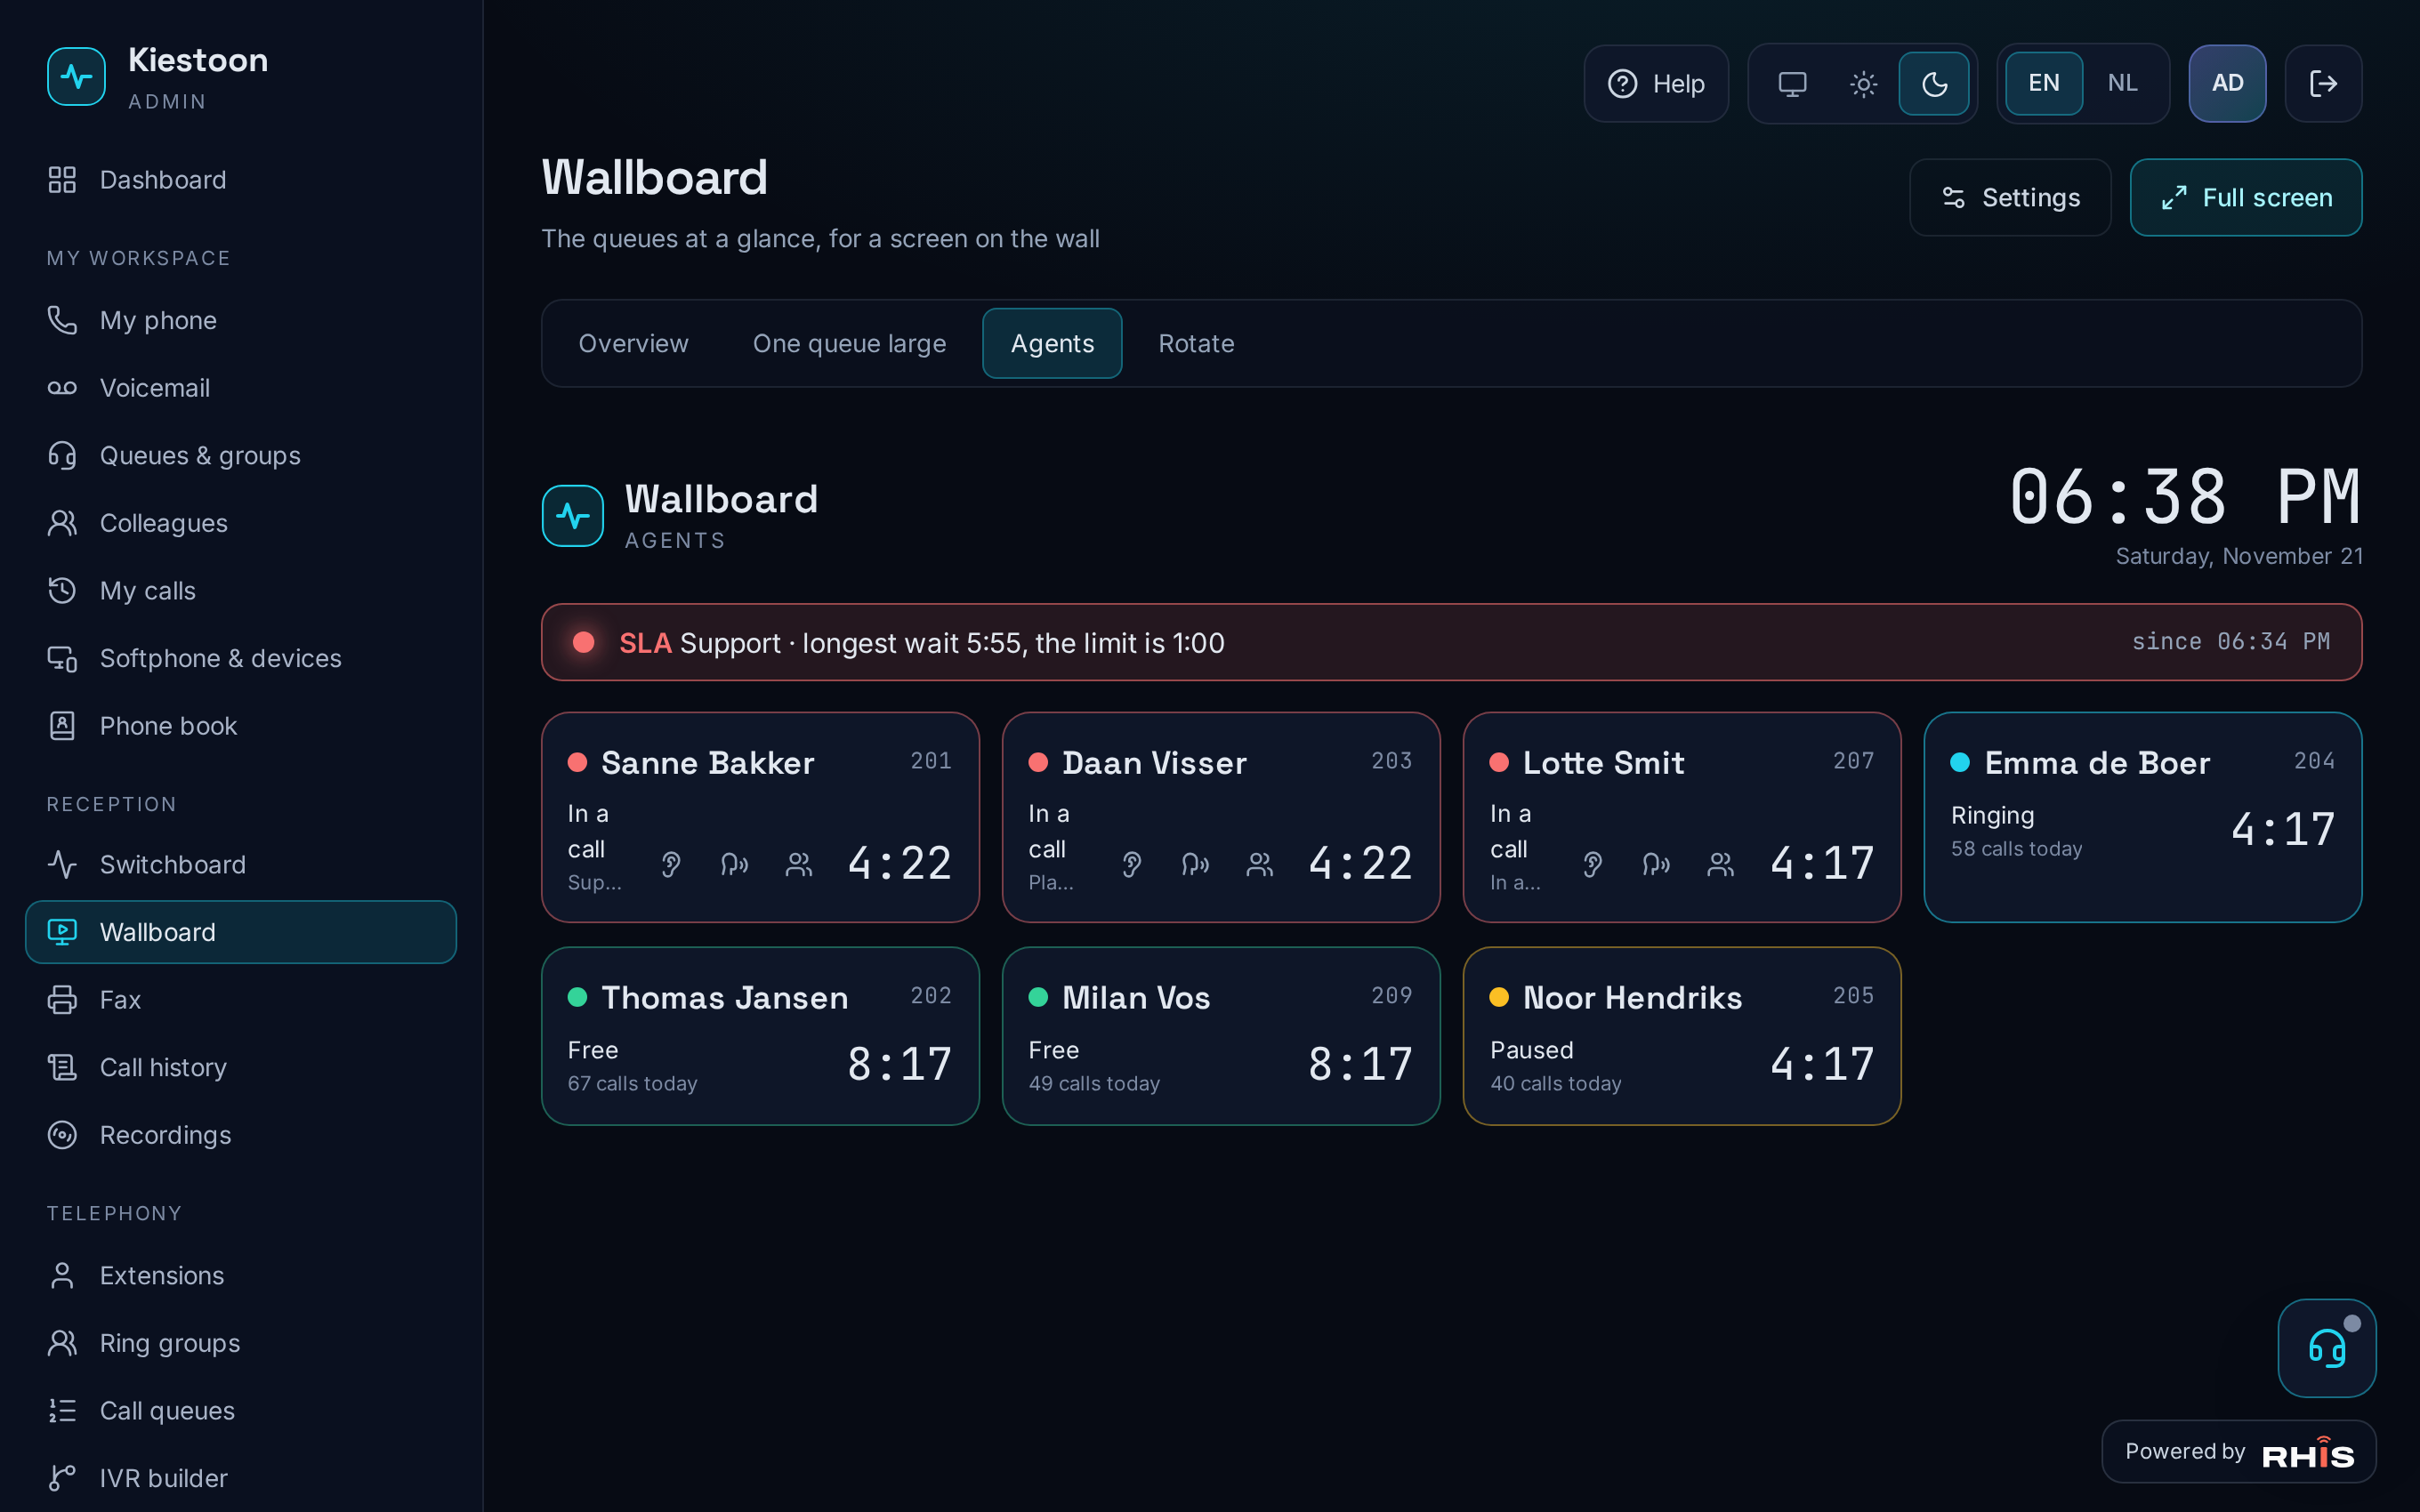 Kiestoon
ADMIN
Dashboard
MY WORKSPACE
My phone
Voicemail
Queues & groups
Colleagues
My calls
Softphone & devices
Phone book
RECEPTION
Switchboard
Wallboard
Fax
Call history
Recordings
TELEPHONY
Extensions
Ring groups
Call queues
IVR builder
Help
EN NL
AD
Wallboard
The queues at a glance, for a screen on the wall
Settings
Full screen
Overview One queue large Agents Rotate
Wallboard
AGENTS
06:38 PM
Saturday, November 21
SLA Support · longest wait 5:55, the limit is 1:00
since 06:34 PM
Sanne Bakker 201
In a
call
Sup...
4:22
Daan Visser 203
In a
call
Pla...
4:22
Lotte Smit 207
In a
call
In a...
4:17
Emma de Boer 204
Ringing
58 calls today
4:17
Thomas Jansen 202
Free
67 calls today
8:17
Milan Vos 209
Free
49 calls today
8:17
Noor Hendriks 205
Paused
40 calls today
4:17
Powered by RHIS